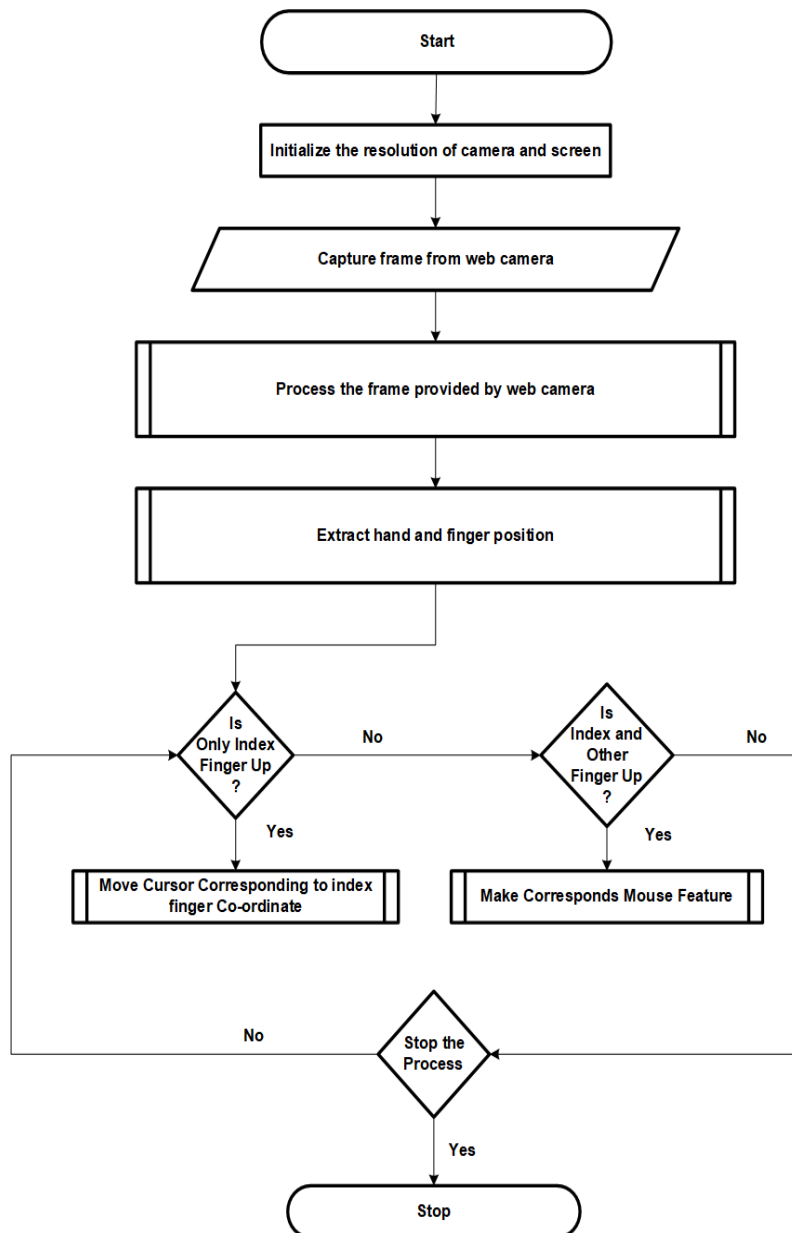 Start
Initialize the resolution of camera and screen
Capture frame from web camera
Process the frame provided by web camera
Extract hand and finger position
Is
Only Index
Finger Up
?
No
Is
Index and
Other
Finger Up
?
No
Yes
Yes
Move Cursor Corresponding to index
finger Co-ordinate
Make Corresponds Mouse Feature
No
Stop the
Process
Yes
Stop